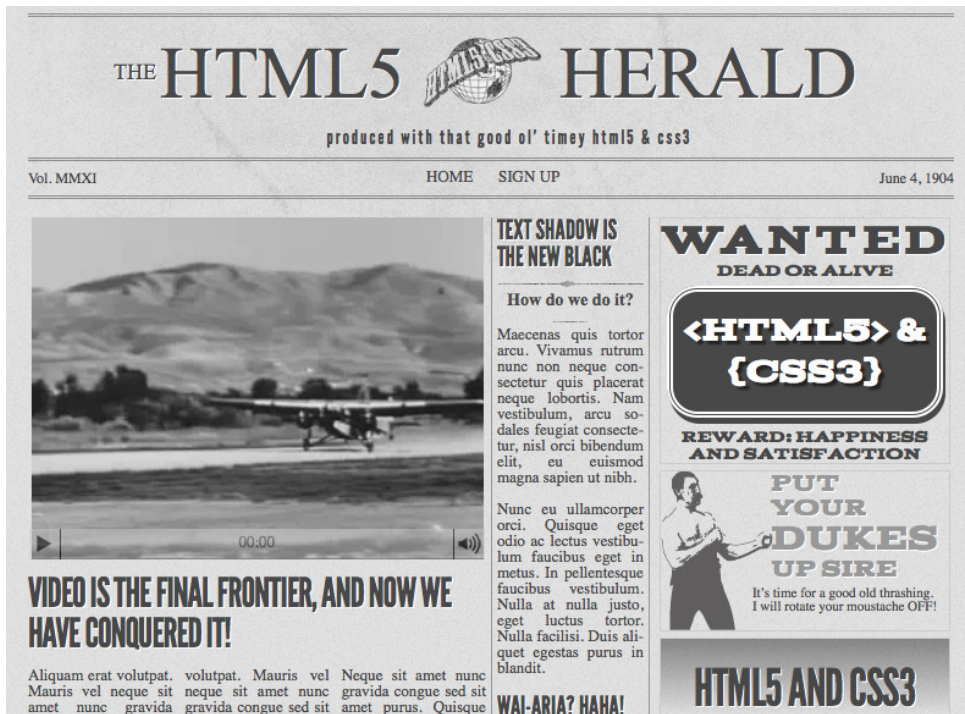 THE HTML5 HTML5 & CSS3 HERALD
produced with that good ol' timey html5 & css3
Vol. MMXI
HOME SIGN UP
June 4, 1904
00:00
VIDEO IS THE FINAL FRONTIER, AND NOW WE
HAVE CONQUERED IT!
Aliquam erat volutpat.
Mauris vel neque sit
amet nunc gravida
volutpat. Mauris vel
neque sit amet nunc
gravida congue sed sit
Neque sit amet nunc
gravida congue sed sit
amet purus. Quisque
TEXT SHADOW IS
THE NEW BLACK
How do we do it?
Maecenas quis tortor
arcu. Vivamus rutrum
nunc non neque con-
sectetur quis placerat
neque lobortis. Nam
vestibulum, arcu so-
dales feugiat consecte-
tur, nisl orci bibendum
elit, eu euismod
magna sapien ut nibh.
Nunc eu ullamcorper
orci. Quisque eget
odio ac lectus vestibu-
lum faucibus eget in
metus. In pellentesque
faucibus vestibulum.
Nulla at nulla justo,
eget luctus tortor.
Nulla facilisi. Duis ali-
quet egestas purus in
blandit.
WAI-ARIA? HAHA!
WANTED
DEAD OR ALIVE
<HTML5> &
{CSS3}
REWARD: HAPPINESS
AND SATISFACTION
PUT
YOUR
DUKES
UP SIRE
It's time for a good old thrashing.
I will rotate your moustache OFF!
HTML5 AND CSS3